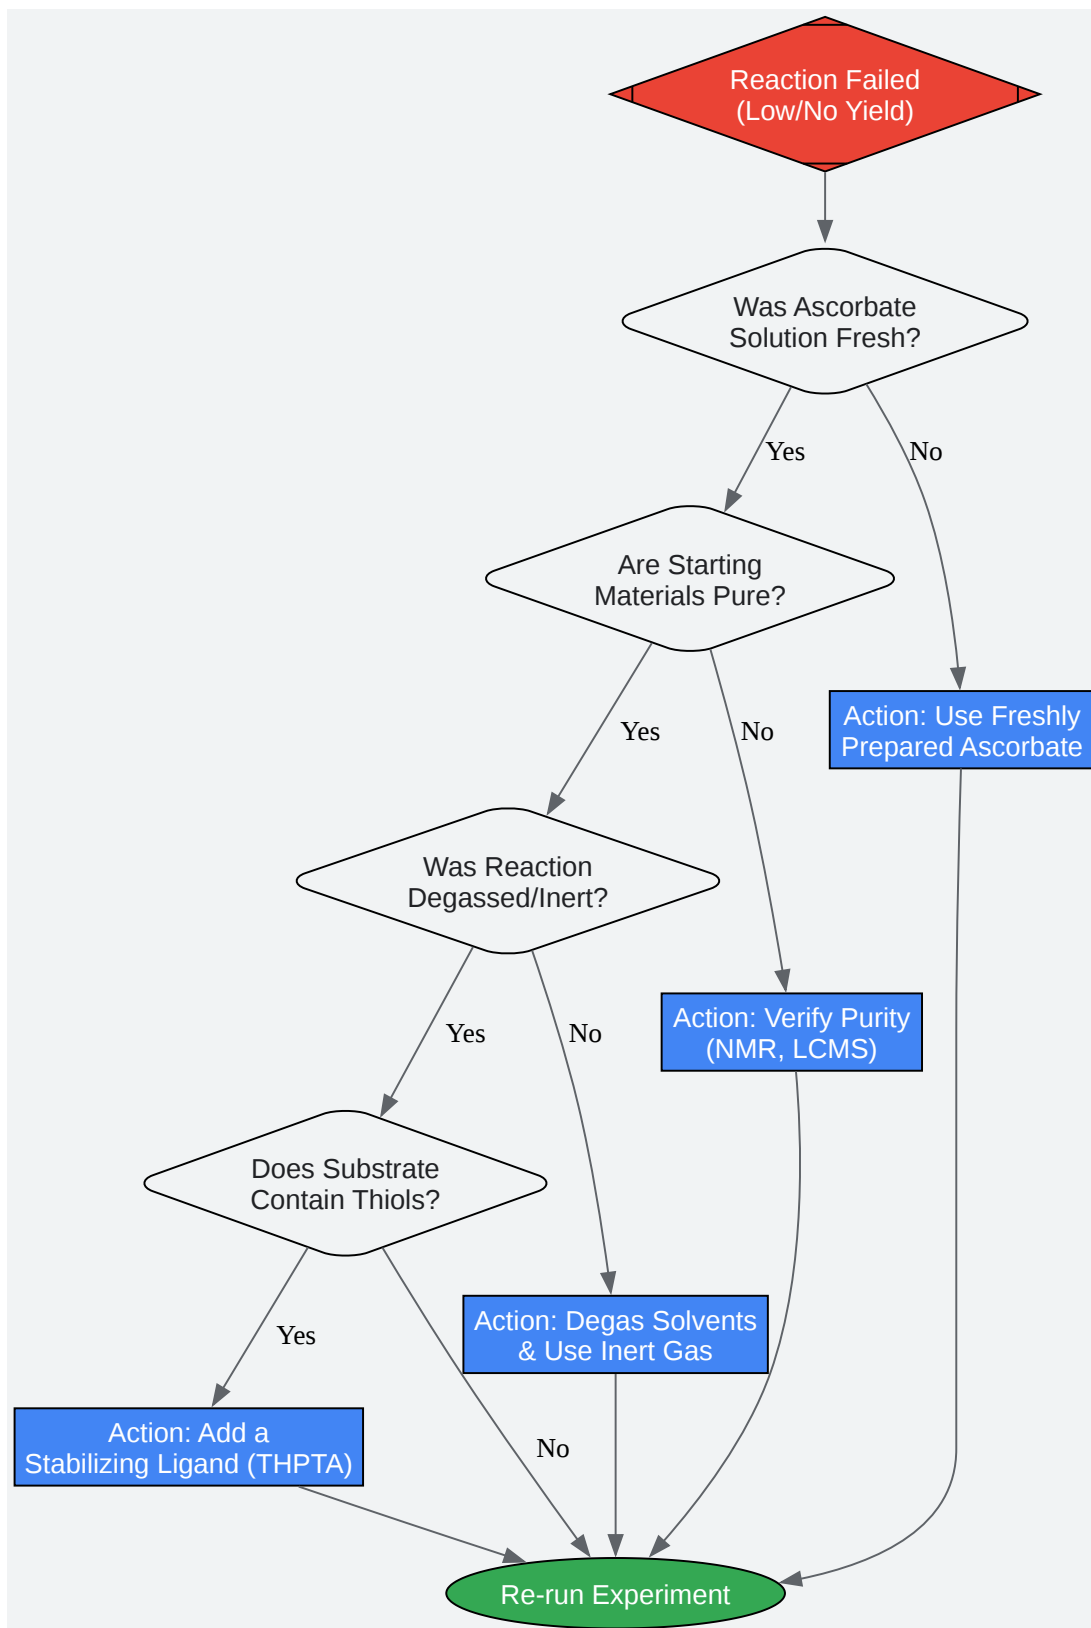 Reaction Failed
(Low/No Yield)
Was Ascorbate
Solution Fresh?
Yes
No
Are Starting
Materials Pure?
Action: Use Freshly
Prepared Ascorbate
Yes
No
Was Reaction
Degassed/Inert?
Action: Verify Purity
(NMR, LCMS)
Yes
No
Does Substrate
Contain Thiols?
Action: Degas Solvents
& Use Inert Gas
Yes
Action: Add a
Stabilizing Ligand (THPTA)
No
Re-run Experiment